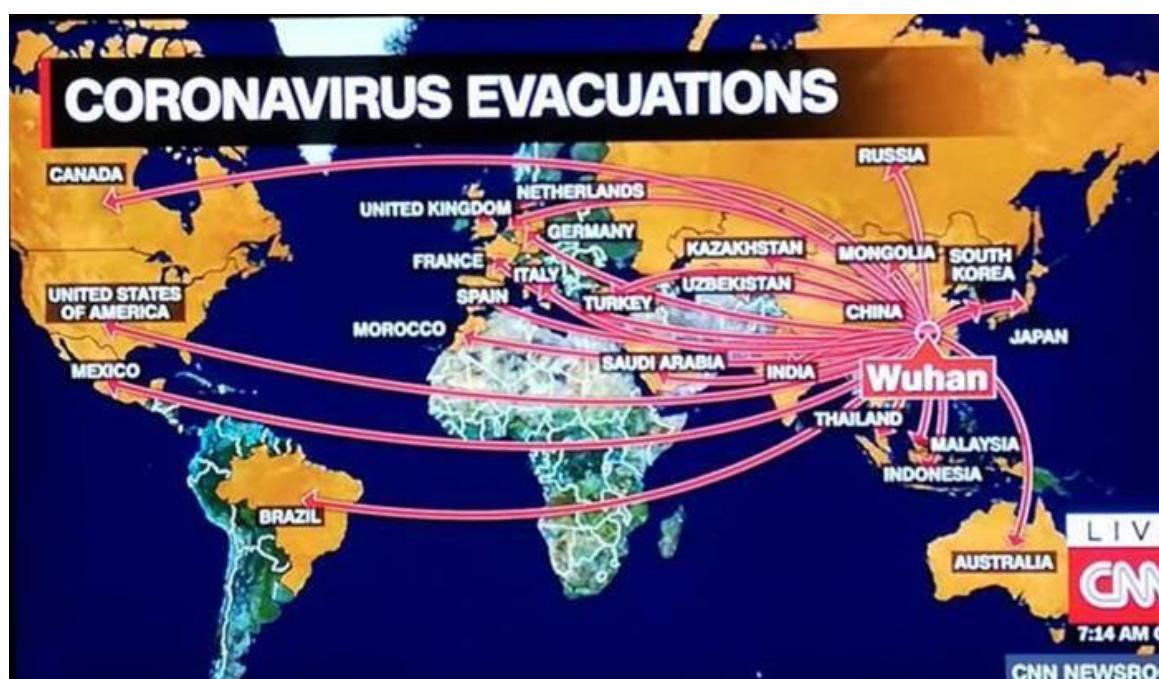 CORONAVIRUS EVACUATIONS
CANADA
RUSSIA
NETHERLANDS
UNITED KINGDOM
GERMANY
KAZAKHSTAN
MONGOLIA
SOUTH
KOREA
FRANCE
ITALY
UZBEKISTAN
UNITED STATES
OF AMERICA
SPAIN
TURKEY
CHINA
MOROCCO
JAPAN
SAUDI ARABIA
INDIA
MEXICO
Wuhan
THAILAND
MALAYSIA
INDONESIA
BRAZIL
AUSTRALIA
LIV
CNN
7:14 AM
CNN NEWSRO